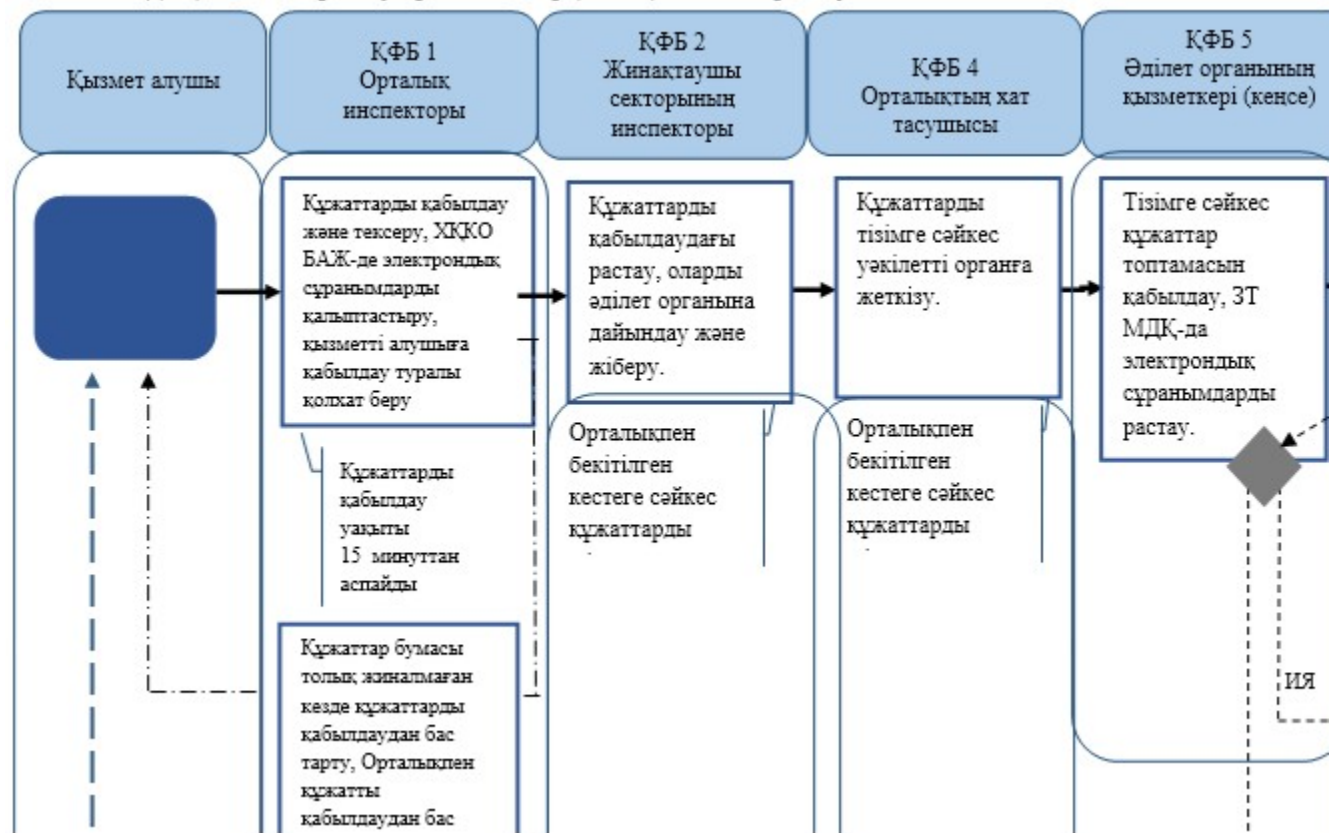 Қызмет алушы
ҚФБ 1
Орталық
инспекторы
ҚФБ 2
Жинақтаушы
секторының
инспекторы
ҚФБ 4
Орталықтың хат
тасушысы
ҚФБ 5
Әділет органының
қызметкері (кеңсе)
Құжаттарды қабылдау
және тексеру, ХҚКО
БАЖ-де электрондық
сұранымдарды
қалыптастыру,
қызметті алушыға
қабылдау туралы
қолхат беру
Құжаттарды
қабылдаудағы
растау, оларды
әділет органына
дайындау және
жіберу.
Құжаттарды
тізімге сәйкес
уәкілетті органға
жеткізу.
Тізімге сәйкес
құжаттар
топтамасын
қабылдау, ЗТ
МДҚ-да
электрондық
сұранымдарды
растау.
Құжаттарды
қабылдау
уақыты
15 минуттан
аспайды
Орталықпен
бекітілген
кестеге сәйкес
құжаттарды
Орталықпен
бекітілген
кестеге сәйкес
құжаттарды
Құжаттар бумасы
толық жиналмаған
кезде құжаттарды
қабылдаудан бас
тарту, Орталықпен
құжатты
қабылдаудан бас
ИЯ